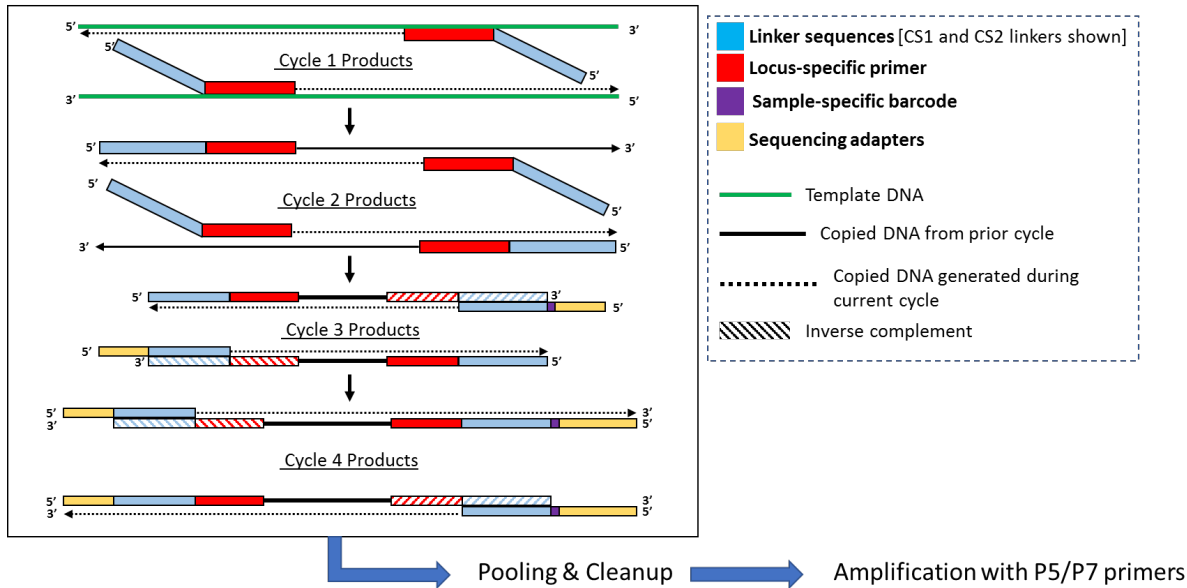 5′
3′
5′
Cycle 1 Products
5′
3′
5′
5′
3′
5′
5′
Cycle 2 Products
3′
5′
5′
3′
5′
Cycle 3 Products
5′
3′
5′
5′
3′
3′
5′
Cycle 4 Products
5′
3′
3′
5′
Linker sequences [CS1 and CS2 linkers shown]
Locus-specific primer
Sample-specific barcode
Sequencing adapters
Template DNA
Copied DNA from prior cycle
Copied DNA generated during
current cycle
Inverse complement
Pooling & Cleanup
Amplification with P5/P7 primers